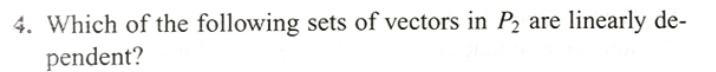 4. Which of the following sets of vectors in P₂ are linearly de-
pendent?